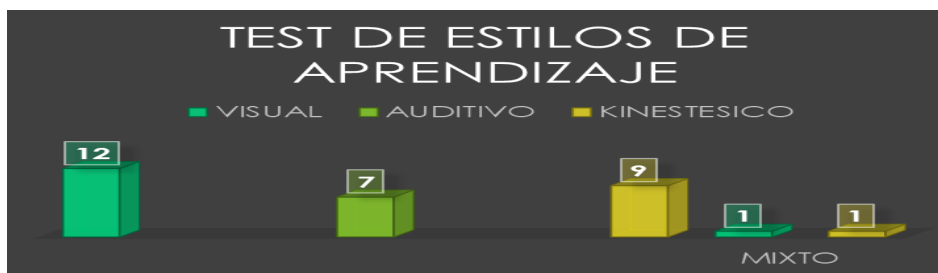 TEST DE ESTILOS DE
APRENDIZAJE
VISUAL AUDITIVO KINESTESICO
12
7
9
1
1
MIXTO